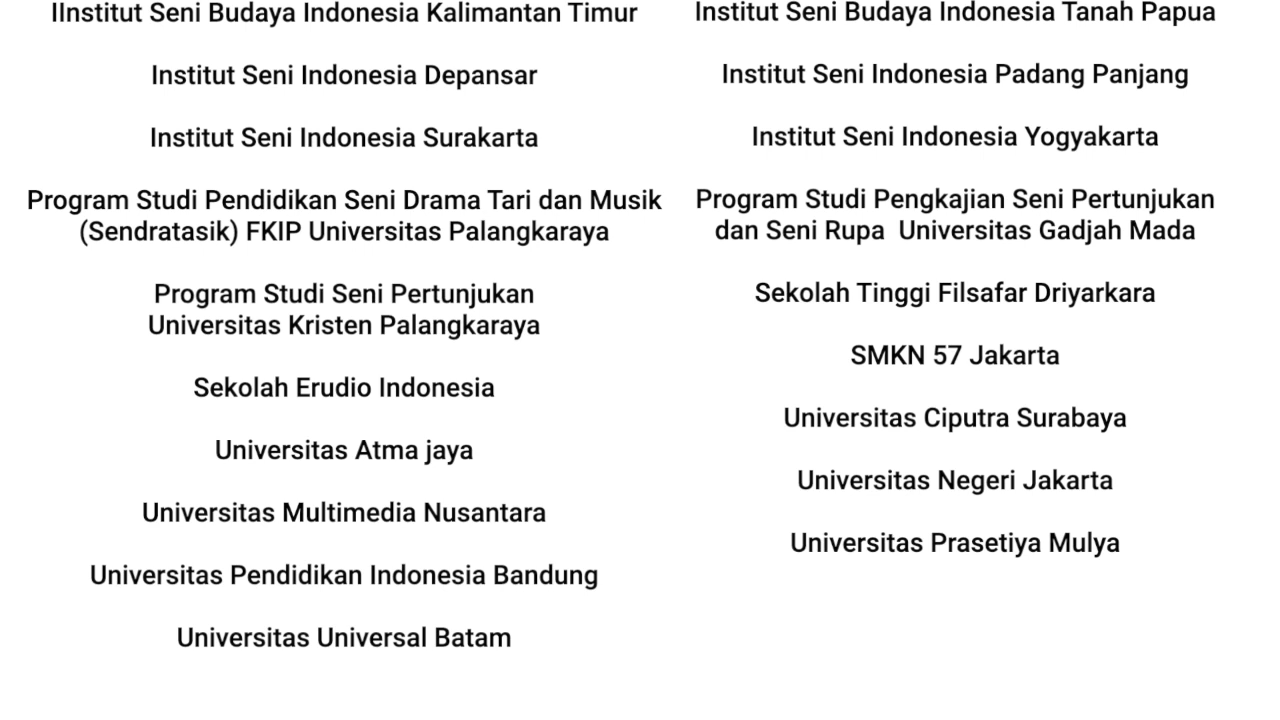 IInstitut Seni Budaya Indonesia Kalimantan Timur
Institut Seni Indonesia Depansar
Institut Seni Indonesia Surakarta
Program Studi Pendidikan Seni Drama Tari dan Musik
(Sendratasik) FKIP Universitas Palangkaraya
Program Studi Seni Pertunjukan
Universitas Kristen Palangkaraya
Sekolah Erudio Indonesia
Universitas Atma jaya
Universitas Multimedia Nusantara
Universitas Pendidikan Indonesia Bandung
Universitas Universal Batam
Institut Seni Budaya Indonesia Tanah Papua
Institut Seni Indonesia Padang Panjang
Institut Seni Indonesia Yogyakarta
Program Studi Pengkajian Seni Pertunjukan
dan Seni Rupa  Universitas Gadjah Mada
Sekolah Tinggi Filsafar Driyarkara
SMKN 57 Jakarta
Universitas Ciputra Surabaya
Universitas Negeri Jakarta
Universitas Prasetiya Mulya